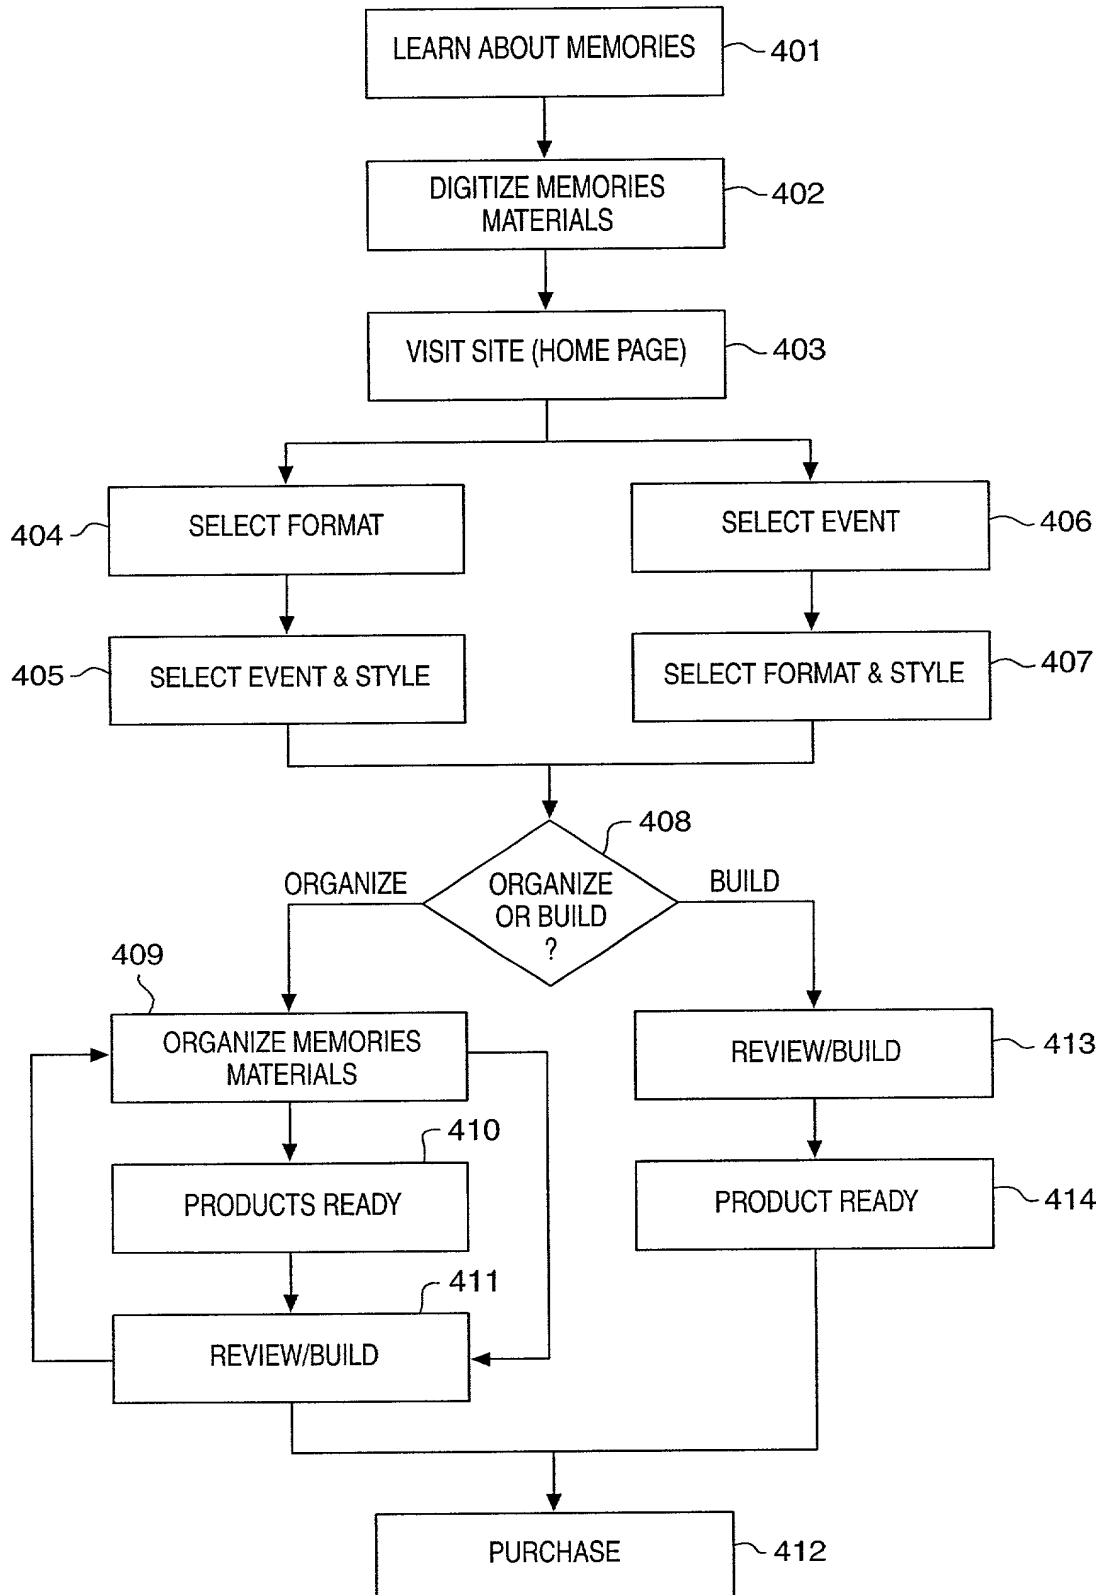 LEARN ABOUT MEMORIES
401
DIGITIZE MEMORIES
MATERIALS
402
VISIT SITE (HOME PAGE)
403
404
SELECT FORMAT
SELECT EVENT
406
405
SELECT EVENT & STYLE
SELECT FORMAT & STYLE
407
408
ORGANIZE
ORGANIZE
OR BUILD
?
BUILD
409
ORGANIZE MEMORIES
MATERIALS
REVIEW/BUILD
413
410
PRODUCTS READY
PRODUCT READY
414
411
REVIEW/BUILD
PURCHASE
412